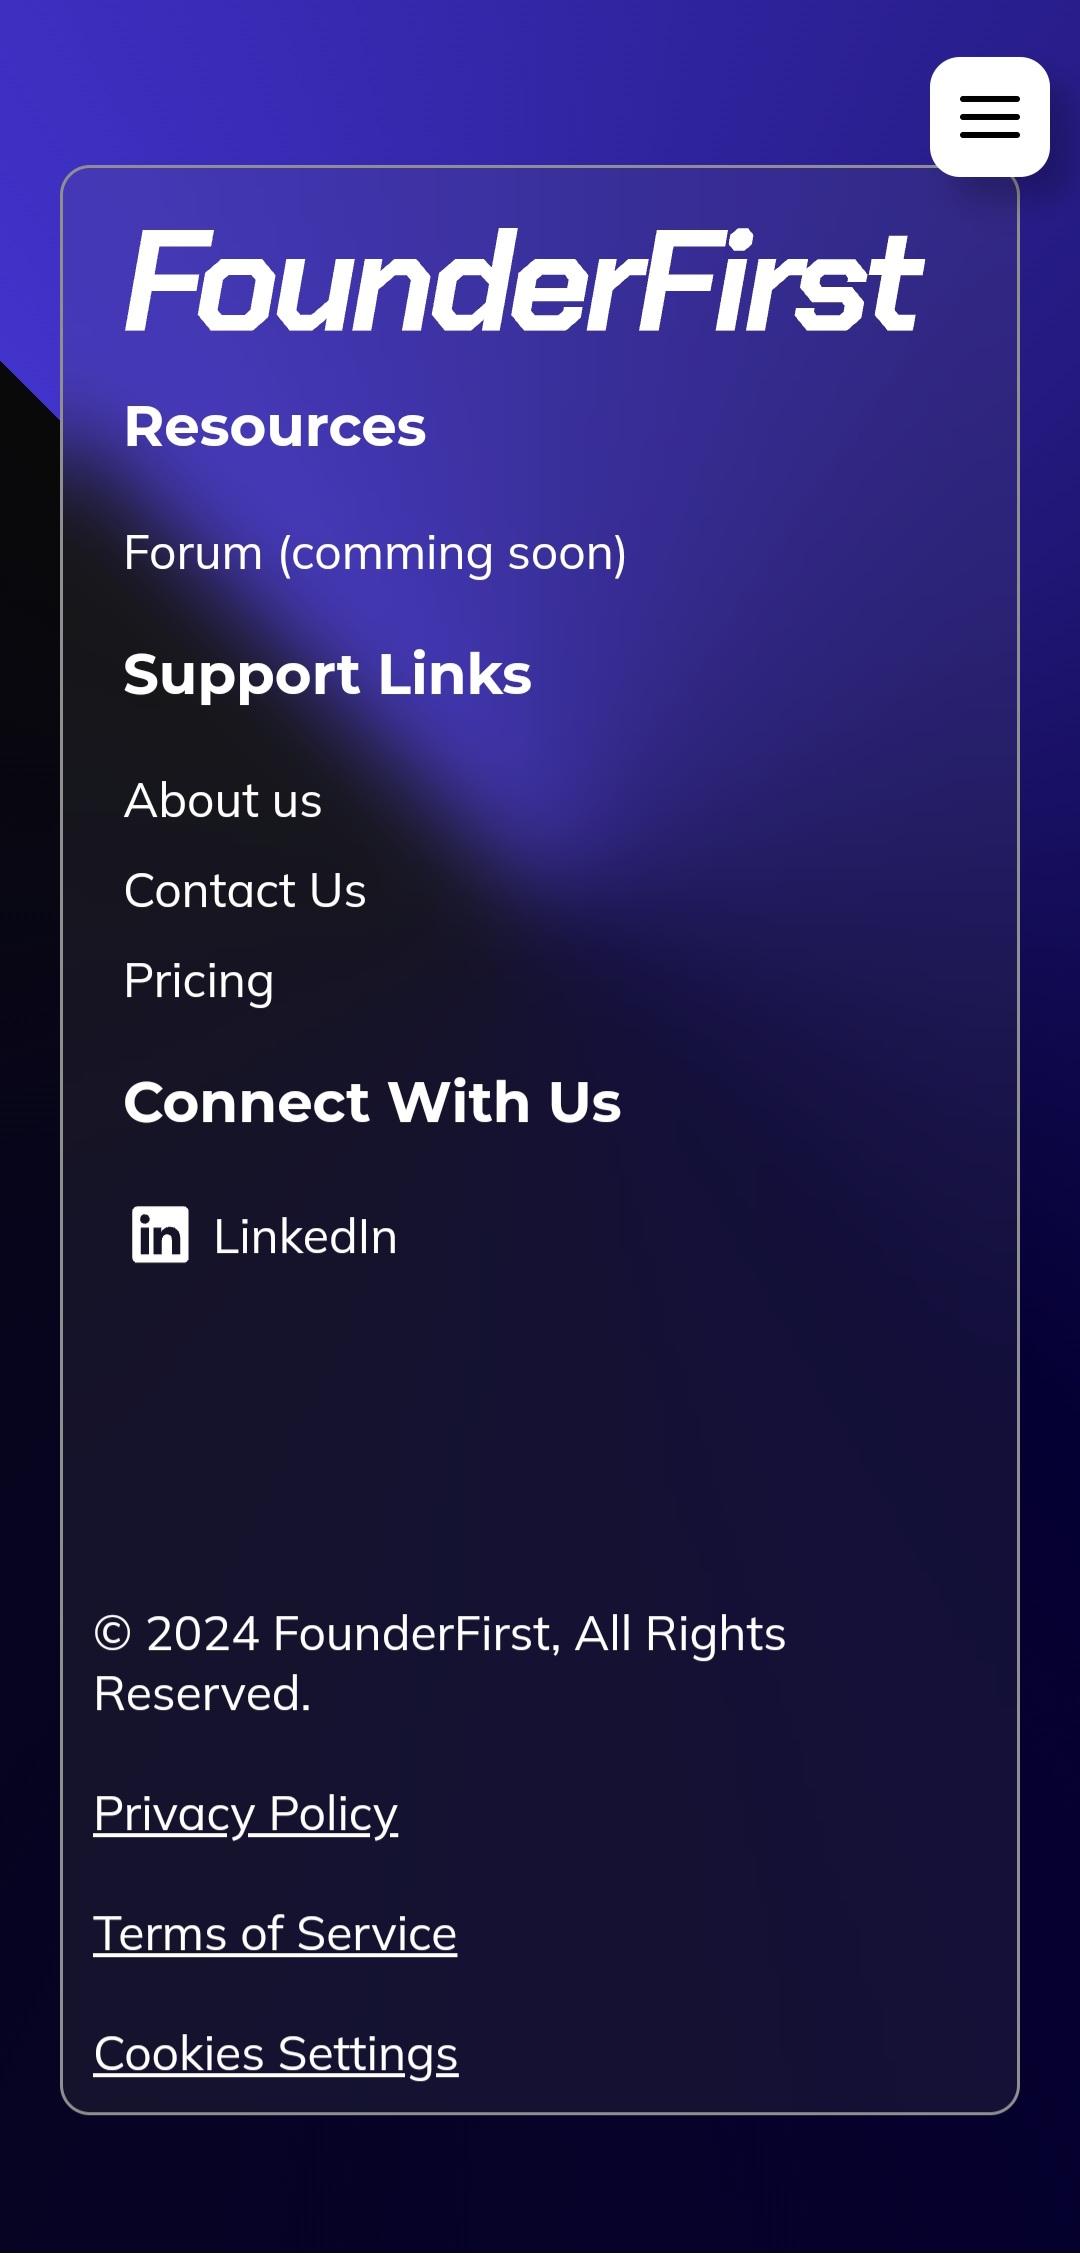 FounderFirst
Resources
Forum (comming soon)
Support Links
About us
Contact Us
Pricing
Connect With Us
in LinkedIn
© 2024 FounderFirst, All Rights
Reserved.
Privacy Policy
Terms of Service
Cookies Settings